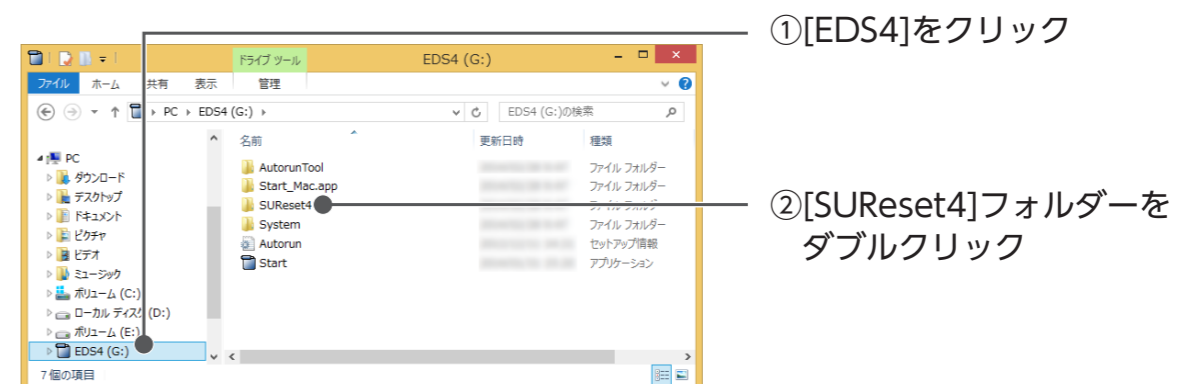 ①[EDS4]をクリック
ドライブ ツール
EDS4 (G:)
ファイル ホーム 共有 表示 管理
PC ▸ EDS4 (G:) ▸
EDS4 (G:)の検索
名前 更新日時 種類
PC
ダウンロード
デスクトップ
ドキュメント
ピクチャ
ビデオ
ミュージック
ボリューム (C:)
ローカル ディスク (D:)
ボリューム (E:)
EDS4 (G:)
AutorunTool ファイル フォルダー
Start_Mac.app ファイル フォルダー
SUReset4
System ファイル フォルダー
Autorun セットアップ情報
Start アプリケーション
②[SUReset4]フォルダーを
ダブルクリック
7 個の項目